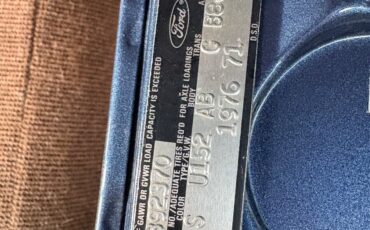 GAWR OR GVWR LOAD CAPACITY IS EXCEEDED
Ford
NO./ADEQUATE TIRES REQ'D FOR AXLE LOADINGS
392370
COLOR TYPE/G.V.W. BODY TRANS
S U152 AB G
1976 71
D.S.O.